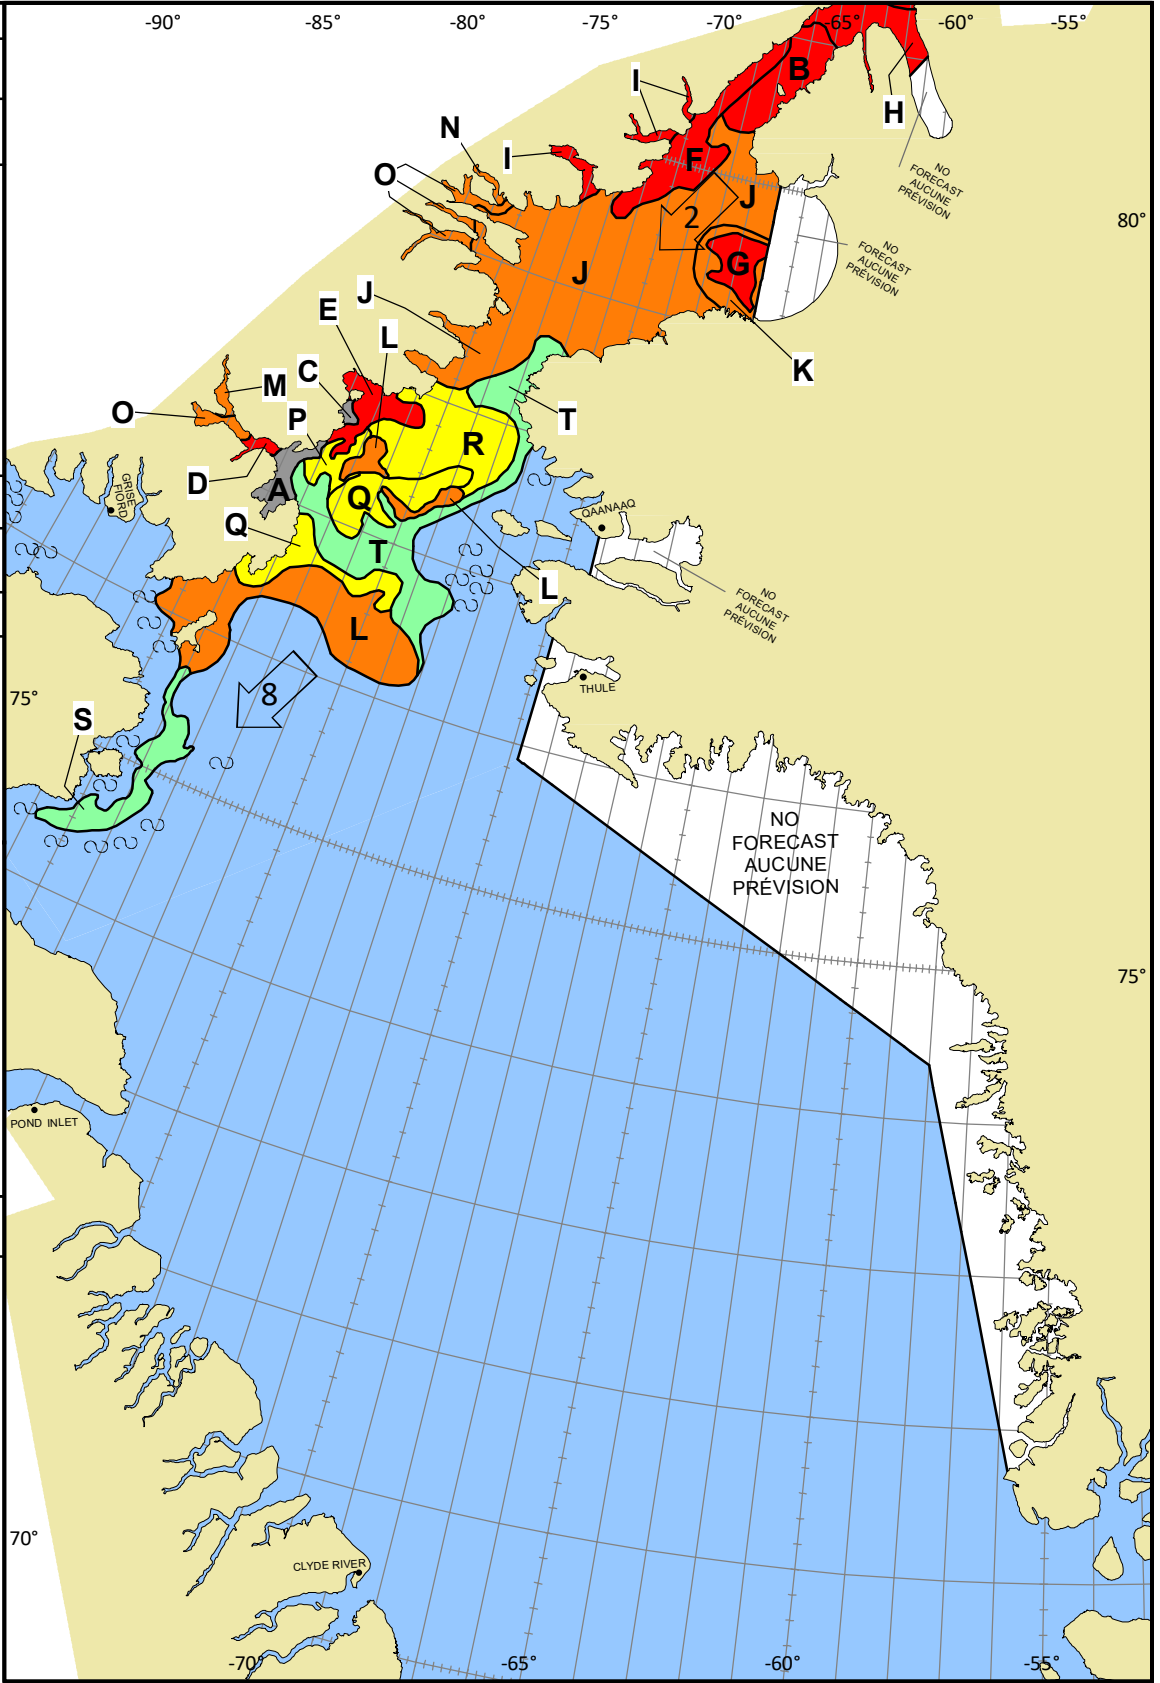 -90° -85° -80° -75° -70° -65° -60° -55°
B
I
H
N
I
F
NO
FORECAST
AUCUNE
PRÉVISION
O
J
2
80°
NO
FORECAST
AUCUNE
PRÉVISION
G
J
J
E
L
K
C
M
O
P
T
R
D
A
Q
GRISE
FIORD
QAANAAQ
Q
T
L
NO
FORECAST
AUCUNE
PRÉVISION
L
75°
8
THULE
S
NO
FORECAST
AUCUNE
PRÉVISION
75°
POND INLET
70°
CLYDE RIVER
-70° -65° -60° -55°